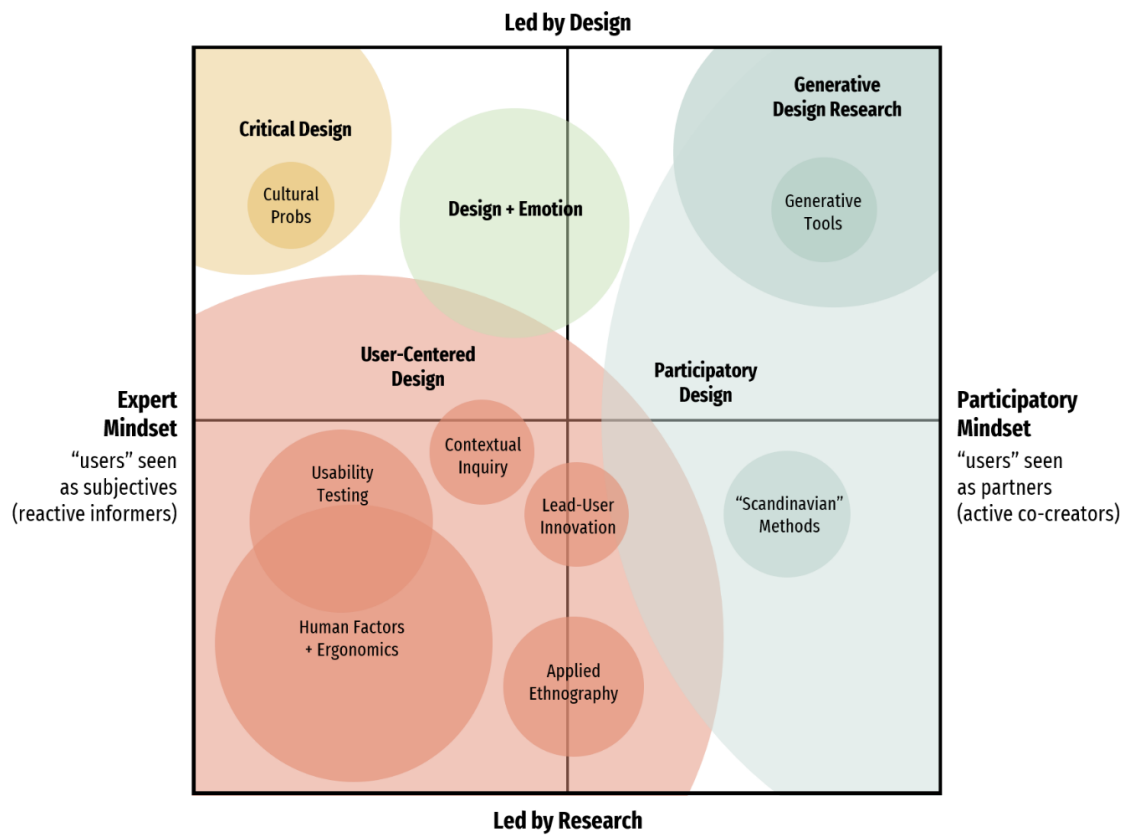 Led by Design
Generative
Design Research
Critical Design
Cultural
Probs
Design + Emotion
Generative
Tools
User-Centered
Design
Participatory
Design
Expert
Mindset
“users” seen
as subjectives
(reactive informers)
Participatory
Mindset
“users” seen
as partners
(active co-creators)
Contextual
Inquiry
Usability
Testing
Lead-User
Innovation
“Scandinavian”
Methods
Human Factors
+ Ergonomics
Applied
Ethnography
Led by Research